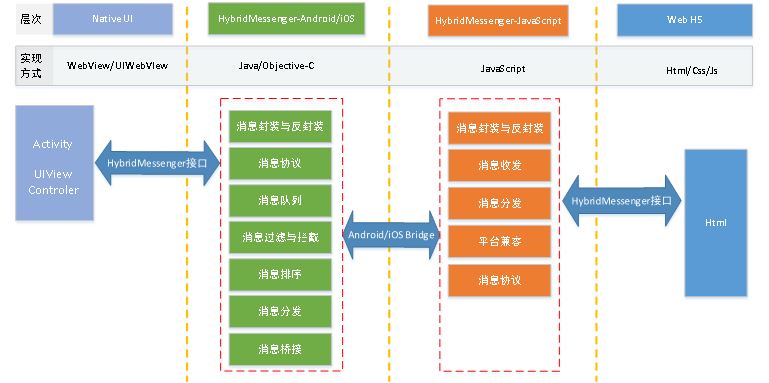 层次
Native UI
HybridMessenger-Android/iOS
HybridMessenger-JavaScript
Web H5
实现
方式
WebView/UIWebView
Java/Objective-C
JavaScript
Html/Css/Js
Activity
UIView
Controler
HybridMessenger接口
消息封装与反封装
消息协议
消息队列
消息过滤与拦截
消息排序
消息分发
消息桥接
Android/iOS Bridge
消息封装与反封装
消息收发
消息分发
平台兼容
消息协议
HybridMessenger接口
Html